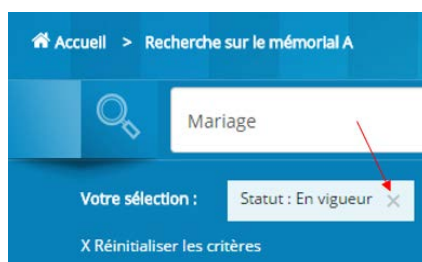 Accueil > Recherche sur le mémorial A
Mariage
Votre sélection : Statut : En vigueur ×
X Réinitialiser les critères